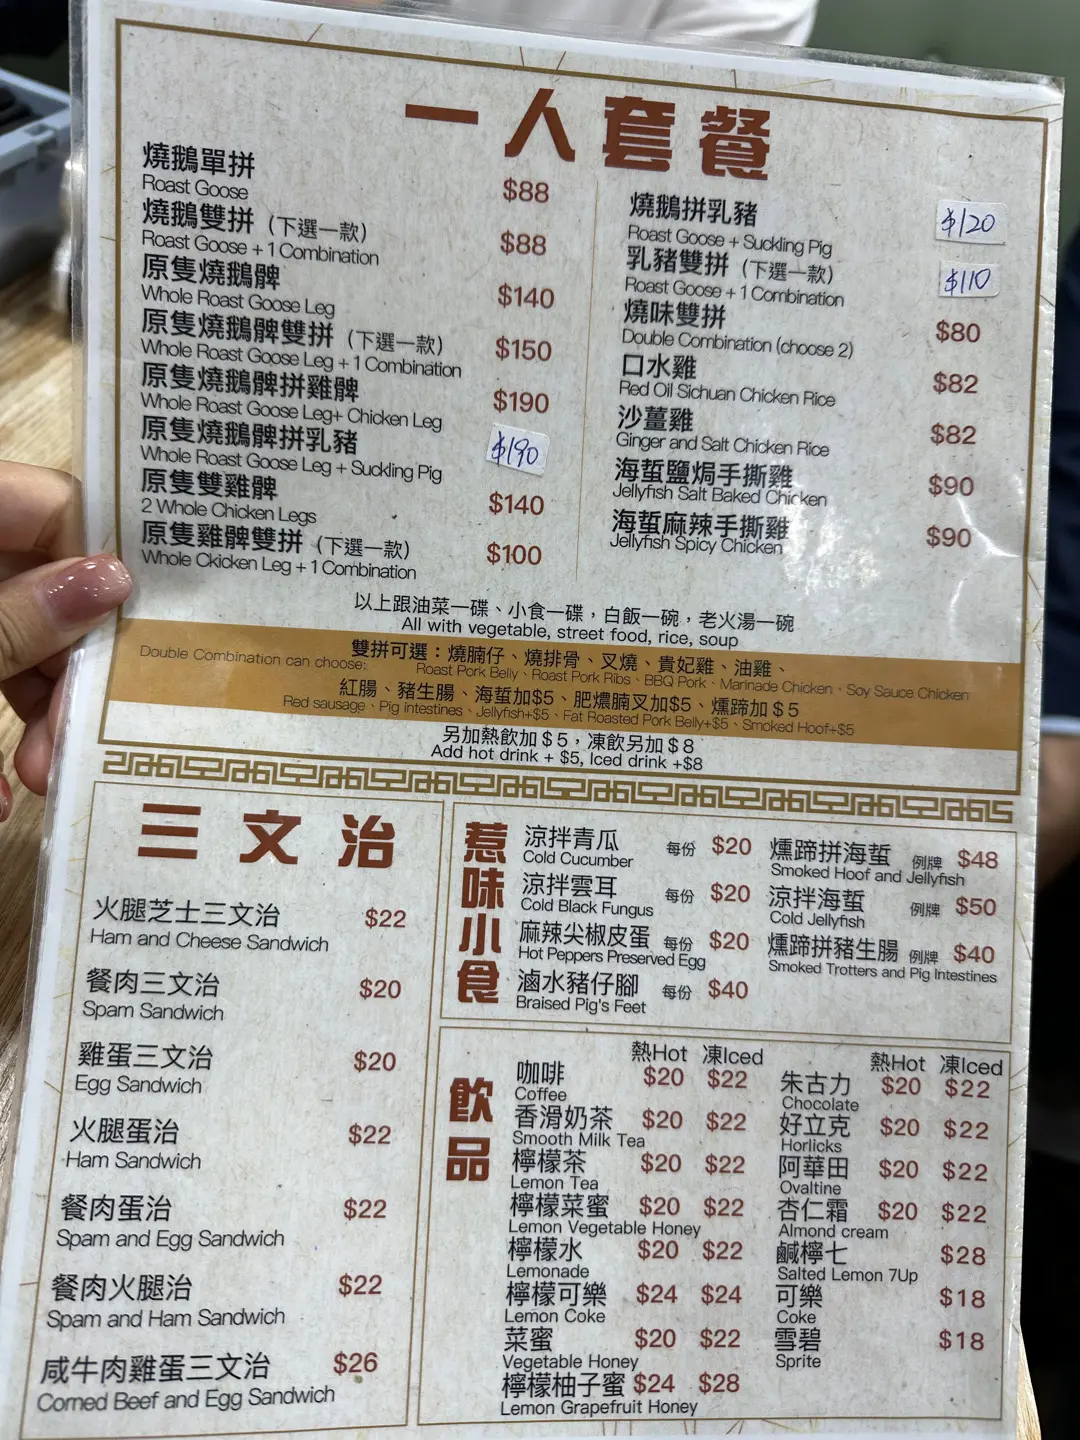 一人套餐
燒鵝單拼
Roast Goose
$88
燒鵝雙拼 (下選一款)
Roast Goose + 1 Combination
$88
原隻燒鵝髀
Whole Roast Goose Leg
$140
原隻燒鵝髀雙拼 (下選一款)
Whole Roast Goose Leg + 1 Combination
$150
原隻燒鵝髀拼雞髀
Whole Roast Goose Leg+ Chicken Leg
$190
原隻燒鵝髀拼乳豬
Whole Roast Goose Leg + Suckling Pig
$190
原隻雙雞髀
2 Whole Chicken Legs
$140
原隻雞髀雙拼 (下選一款)
Whole Ckicken Leg + 1 Combination
$100
燒鵝拼乳豬
Roast Goose + Suckling Pig
$120
乳豬雙拼 (下選一款)
Roast Goose + 1 Combination
$110
燒味雙拼
Double Combination (choose 2)
$80
口水雞
Red Oil Sichuan Chicken Rice
$82
沙薑雞
Ginger and Salt Chicken Rice
$82
海蜇鹽焗手撕雞
Jellyfish Salt Baked Chicken
$90
海蜇麻辣手撕雞
Jellyfish Spicy Chicken
$90
以上跟油菜一碟、小食一碟，白飯一碗，老火湯一碗
All with vegetable, street food, rice, soup
雙拼可選：燒腩仔、燒排骨、叉燒、貴妃雞、油雞、
Double Combination can choose: Roast Pork Belly、Roast Pork Ribs、BBQ Pork、Marinade Chicken、Soy Sauce Chicken
紅腸、豬生腸、海蜇加$5、肥燶腩叉加$5、燻蹄加$5
Red sausage、Pig intestines、Jellyfish+$5、Fat Roasted Pork Belly+$5、Smoked Hoof+$5
另加熱飲加$5，凍飲另加$8
Add hot drink + $5, Iced drink +$8
三文治
火腿芝士三文治 $22
Ham and Cheese Sandwich
餐肉三文治 $20
Spam Sandwich
雞蛋三文治 $20
Egg Sandwich
火腿蛋治 $22
Ham Sandwich
餐肉蛋治 $22
Spam and Egg Sandwich
餐肉火腿治 $22
Spam and Ham Sandwich
咸牛肉雞蛋三文治 $26
Corned Beef and Egg Sandwich
惹味小食
涼拌青瓜 每份 $20
Cold Cucumber
涼拌雲耳 每份 $20
Cold Black Fungus
麻辣尖椒皮蛋 每份 $20
Hot Peppers Preserved Egg
滷水豬仔腳 每份 $40
Braised Pig's Feet
燻蹄拼海蜇 例牌 $48
Smoked Hoof and Jellyfish
涼拌海蜇 例牌 $50
Cold Jellyfish
燻蹄拼豬生腸 例牌 $40
Smoked Trotters and Pig Intestines
飲品
熱Hot 凍Iced
咖啡 $20 $22
Coffee
香滑奶茶 $20 $22
Smooth Milk Tea
檸檬茶 $20 $22
Lemon Tea
檸檬菜蜜 $20 $22
Lemon Vegetable Honey
檸檬水 $20 $22
Lemonade
檸檬可樂 $24 $24
Lemon Coke
菜蜜 $20 $22
Vegetable Honey
檸檬柚子蜜 $24 $28
Lemon Grapefruit Honey
熱Hot 凍Iced
朱古力 $20 $22
Chocolate
好立克 $20 $22
Horlicks
阿華田 $20 $22
Ovaltine
杏仁霜 $20 $22
Almond cream
鹹檸七 $28
Salted Lemon 7Up
可樂 $18
Coke
雪碧 $18
Sprite